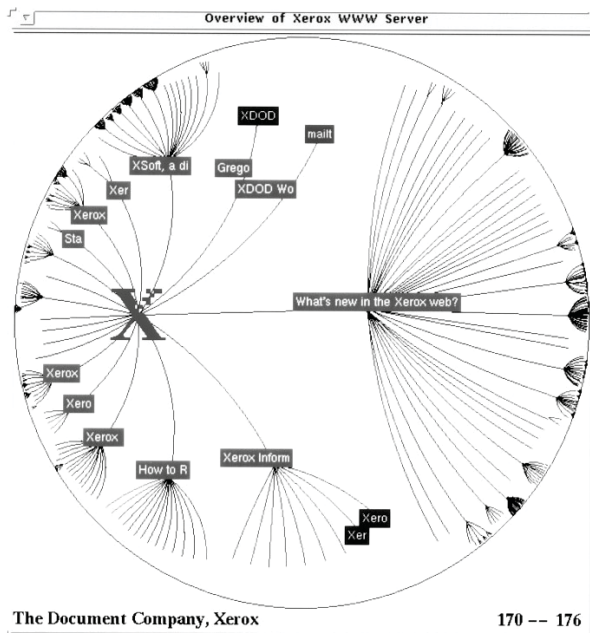 Overview of Xerox WWW Server
XDOD
mailt
XSoft, a di
Grego
Xer
XDOD Wo
Xerox
Sta
What's new in the Xerox web?
X
Xerox
Xero
Xerox
Xerox Inform
How to R
Xero
Xer
The Document Company, Xerox
170 -- 176